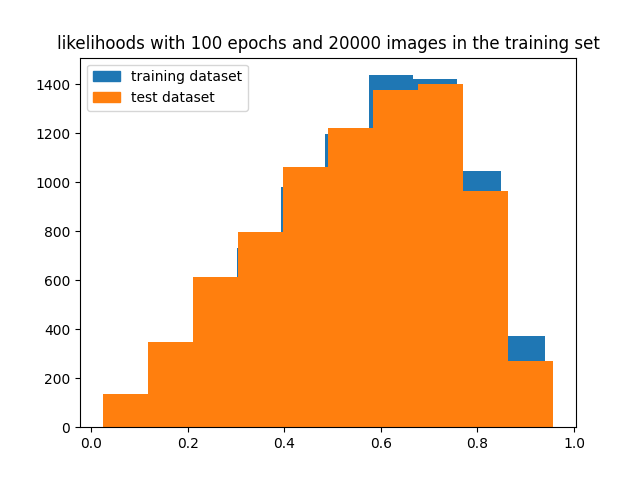 likelihoods with 100 epochs and 20000 images in the training set
training dataset
test dataset
1400
1200
1000
800
600
400
200
0
0.0 0.2 0.4 0.6 0.8 1.0